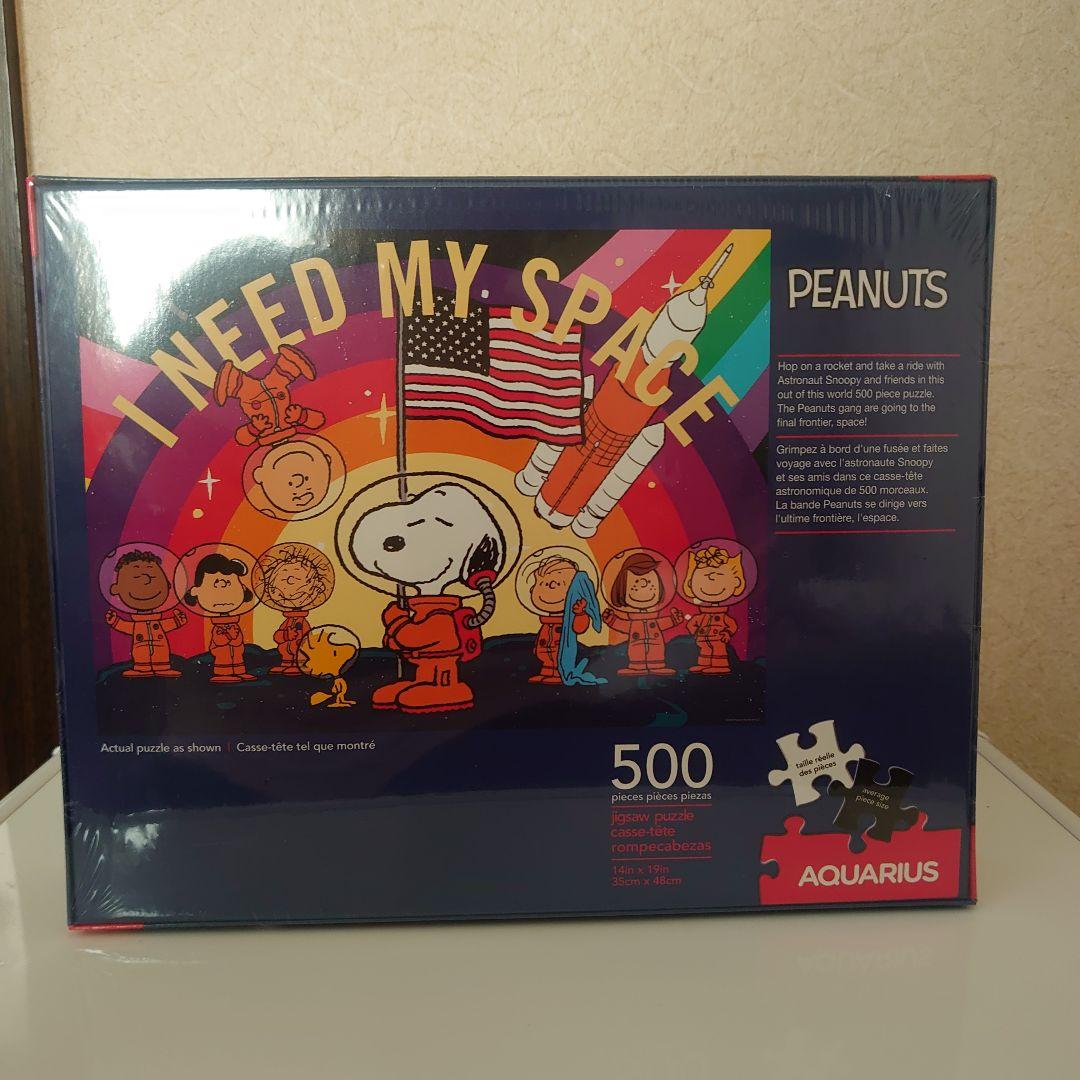 I NEED MY SPACE
PEANUTS
Hop on a rocket and take a ride with
Astronaut Snoopy and friends in this
out of this world 500 piece puzzle.
The Peanuts gang are going to the
final frontier, space!
Grimpez à bord d'une fusée et faites
voyage avec l'astronaute Snoopy
et ses amis dans ce casse-tête
astronomique de 500 morceaux.
La bande Peanuts se dirige vers
l'ultime frontière, l'espace.
Actual puzzle as shown | Casse-tête tel que montré
500
pieces pièces piezas
jigsaw puzzle
casse-tête
rompecabezas
14in x 19in
35cm x 48cm
taille réelle
des pièces
average
piece size
AQUARIUS